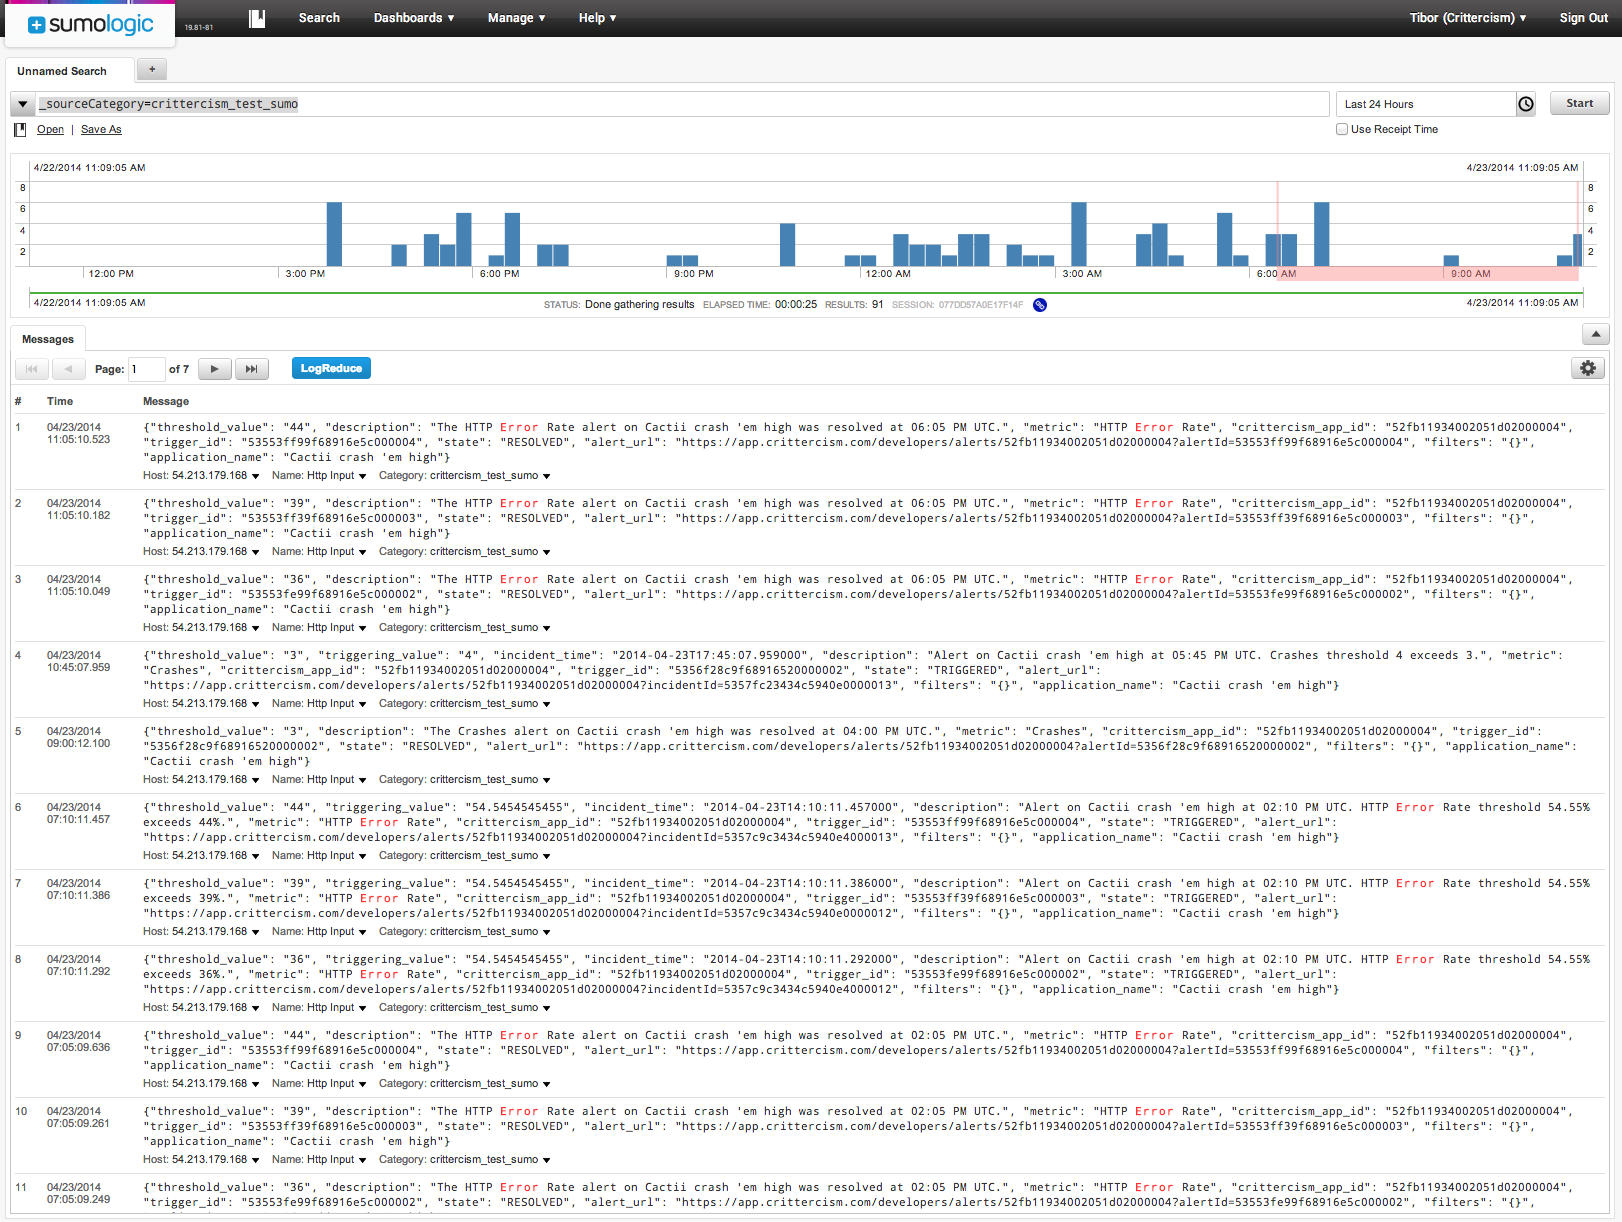 sumologic
19.81-81
Search Dashboards ▾ Manage ▾ Help ▾ Tibor (Crittercism) ▾ Sign Out
Unnamed Search +
_sourceCategory=crittercism_test_sumo Last 24 Hours Start
Open | Save As Use Receipt Time
4/22/2014 11:09:05 AM 4/23/2014 11:09:05 AM
8 8
6 6
4 4
2 2
12:00 PM 3:00 PM 6:00 PM 9:00 PM 12:00 AM 3:00 AM 6:00 AM 9:00 AM
4/22/2014 11:09:05 AM STATUS: Done gathering results ELAPSED TIME: 00:00:25 RESULTS: 91 SESSION: 077DD57A0E17F14F 4/23/2014 11:09:05 AM
Messages
Page: 1 of 7 LogReduce
# Time Message
1 04/23/2014 11:05:10.523 {"threshold_value": "44", "description": "The HTTP Error Rate alert on Cactii crash 'em high was resolved at 06:05 PM UTC.", "metric": "HTTP Error Rate", "crittercism_app_id": "52fb11934002051d02000004",
"trigger_id": "53553ff99f68916e5c000004", "state": "RESOLVED", "alert_url": "https://app.crittercism.com/developers/alerts/52fb11934002051d02000004?alertId=53553ff99f68916e5c000004", "filters": "{}",
"application_name": "Cactii crash 'em high"}
Host: 54.213.179.168 ▾ Name: Http Input ▾ Category: crittercism_test_sumo ▾
2 04/23/2014 11:05:10.182 {"threshold_value": "39", "description": "The HTTP Error Rate alert on Cactii crash 'em high was resolved at 06:05 PM UTC.", "metric": "HTTP Error Rate", "crittercism_app_id": "52fb11934002051d02000004",
"trigger_id": "53553ff39f68916e5c000003", "state": "RESOLVED", "alert_url": "https://app.crittercism.com/developers/alerts/52fb11934002051d02000004?alertId=53553ff39f68916e5c000003", "filters": "{}",
"application_name": "Cactii crash 'em high"}
Host: 54.213.179.168 ▾ Name: Http Input ▾ Category: crittercism_test_sumo ▾
3 04/23/2014 11:05:10.049 {"threshold_value": "36", "description": "The HTTP Error Rate alert on Cactii crash 'em high was resolved at 06:05 PM UTC.", "metric": "HTTP Error Rate", "crittercism_app_id": "52fb11934002051d02000004",
"trigger_id": "53553fe99f68916e5c000002", "state": "RESOLVED", "alert_url": "https://app.crittercism.com/developers/alerts/52fb11934002051d02000004?alertId=53553fe99f68916e5c000002", "filters": "{}",
"application_name": "Cactii crash 'em high"}
Host: 54.213.179.168 ▾ Name: Http Input ▾ Category: crittercism_test_sumo ▾
4 04/23/2014 10:45:07.959 {"threshold_value": "3", "triggering_value": "4", "incident_time": "2014-04-23T17:45:07.959000", "description": "Alert on Cactii crash 'em high at 05:45 PM UTC. Crashes threshold 4 exceeds 3.", "metric":
"Crashes", "crittercism_app_id": "52fb11934002051d02000004", "trigger_id": "5356f28c9f68916520000002", "state": "TRIGGERED", "alert_url":
"https://app.crittercism.com/developers/alerts/52fb11934002051d02000004?incidentId=5357fc23434c5940e0000013", "filters": "{}", "application_name": "Cactii crash 'em high"}
Host: 54.213.179.168 ▾ Name: Http Input ▾ Category: crittercism_test_sumo ▾
5 04/23/2014 09:00:12.100 {"threshold_value": "3", "description": "The Crashes alert on Cactii crash 'em high was resolved at 04:00 PM UTC.", "metric": "Crashes", "crittercism_app_id": "52fb11934002051d02000004", "trigger_id":
"5356f28c9f68916520000002", "state": "RESOLVED", "alert_url": "https://app.crittercism.com/developers/alerts/52fb11934002051d02000004?alertId=5356f28c9f68916520000002", "filters": "{}", "application_name":
"Cactii crash 'em high"}
Host: 54.213.179.168 ▾ Name: Http Input ▾ Category: crittercism_test_sumo ▾
6 04/23/2014 07:10:11.457 {"threshold_value": "44", "triggering_value": "54.5454545455", "incident_time": "2014-04-23T14:10:11.457000", "description": "Alert on Cactii crash 'em high at 02:10 PM UTC. HTTP Error Rate threshold 54.55%
exceeds 44%.", "metric": "HTTP Error Rate", "crittercism_app_id": "52fb11934002051d02000004", "trigger_id": "53553ff99f68916e5c000004", "state": "TRIGGERED", "alert_url":
"https://app.crittercism.com/developers/alerts/52fb11934002051d02000004?incidentId=5357c9c3434c5940e4000013", "filters": "{}", "application_name": "Cactii crash 'em high"}
Host: 54.213.179.168 ▾ Name: Http Input ▾ Category: crittercism_test_sumo ▾
7 04/23/2014 07:10:11.386 {"threshold_value": "39", "triggering_value": "54.5454545455", "incident_time": "2014-04-23T14:10:11.386000", "description": "Alert on Cactii crash 'em high at 02:10 PM UTC. HTTP Error Rate threshold 54.55%
exceeds 39%.", "metric": "HTTP Error Rate", "crittercism_app_id": "52fb11934002051d02000004", "trigger_id": "53553ff39f68916e5c000003", "state": "TRIGGERED", "alert_url":
"https://app.crittercism.com/developers/alerts/52fb11934002051d02000004?incidentId=5357c9c3434c5940e0000012", "filters": "{}", "application_name": "Cactii crash 'em high"}
Host: 54.213.179.168 ▾ Name: Http Input ▾ Category: crittercism_test_sumo ▾
8 04/23/2014 07:10:11.292 {"threshold_value": "36", "triggering_value": "54.5454545455", "incident_time": "2014-04-23T14:10:11.292000", "description": "Alert on Cactii crash 'em high at 02:10 PM UTC. HTTP Error Rate threshold 54.55%
exceeds 36%.", "metric": "HTTP Error Rate", "crittercism_app_id": "52fb11934002051d02000004", "trigger_id": "53553fe99f68916e5c000002", "state": "TRIGGERED", "alert_url":
"https://app.crittercism.com/developers/alerts/52fb11934002051d02000004?incidentId=5357c9c3434c5940e4000012", "filters": "{}", "application_name": "Cactii crash 'em high"}
Host: 54.213.179.168 ▾ Name: Http Input ▾ Category: crittercism_test_sumo ▾
9 04/23/2014 07:05:09.636 {"threshold_value": "44", "description": "The HTTP Error Rate alert on Cactii crash 'em high was resolved at 02:05 PM UTC.", "metric": "HTTP Error Rate", "crittercism_app_id": "52fb11934002051d02000004",
"trigger_id": "53553ff99f68916e5c000004", "state": "RESOLVED", "alert_url": "https://app.crittercism.com/developers/alerts/52fb11934002051d02000004?alertId=53553ff99f68916e5c000004", "filters": "{}",
"application_name": "Cactii crash 'em high"}
Host: 54.213.179.168 ▾ Name: Http Input ▾ Category: crittercism_test_sumo ▾
10 04/23/2014 07:05:09.261 {"threshold_value": "39", "description": "The HTTP Error Rate alert on Cactii crash 'em high was resolved at 02:05 PM UTC.", "metric": "HTTP Error Rate", "crittercism_app_id": "52fb11934002051d02000004",
"trigger_id": "53553ff39f68916e5c000003", "state": "RESOLVED", "alert_url": "https://app.crittercism.com/developers/alerts/52fb11934002051d02000004?alertId=53553ff39f68916e5c000003", "filters": "{}",
"application_name": "Cactii crash 'em high"}
Host: 54.213.179.168 ▾ Name: Http Input ▾ Category: crittercism_test_sumo ▾
11 04/23/2014 07:05:09.249 {"threshold_value": "36", "description": "The HTTP Error Rate alert on Cactii crash 'em high was resolved at 02:05 PM UTC.", "metric": "HTTP Error Rate", "crittercism_app_id": "52fb11934002051d02000004",
"trigger_id": "53553fe99f68916e5c000002", "state": "RESOLVED", "alert_url": "https://app.crittercism.com/developers/alerts/52fb11934002051d02000004?alertId=53553fe99f68916e5c000002", "filters": "{}",